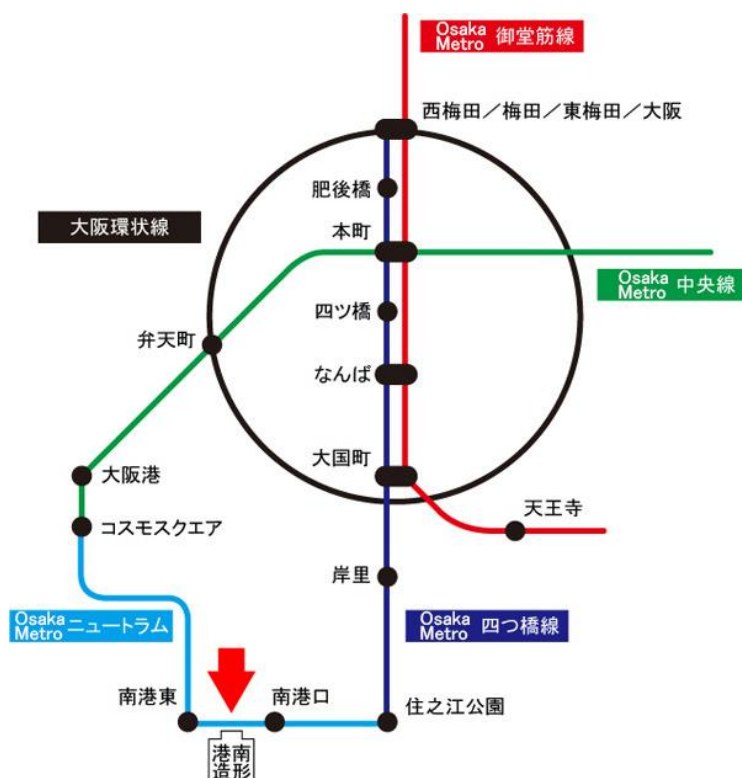 Osaka Metro 御堂筋線
西梅田／梅田／東梅田／大阪
肥後橋
大阪環状線
本町
Osaka Metro 中央線
四ツ橋
弁天町
なんば
大国町
大阪港
天王寺
コスモスクエア
岸里
Osaka Metro ニュートラム
Osaka Metro 四つ橋線
南港東
南港口
住之江公園
南港造形